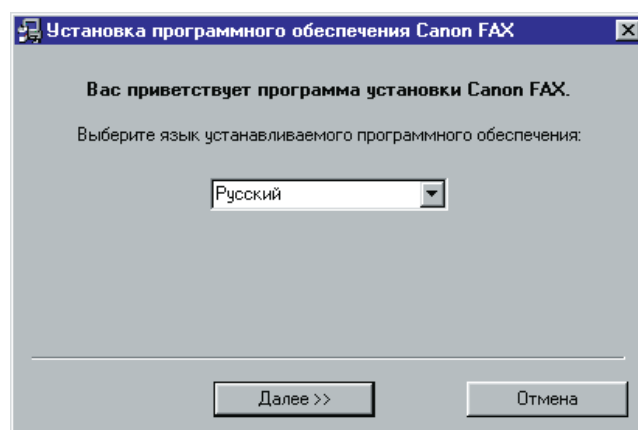 Установка программного обеспечения Canon FAX
Вас приветствует программа установки Canon FAX.
Выберите язык устанавливаемого программного обеспечения:
Русский
Далее >>
Отмена